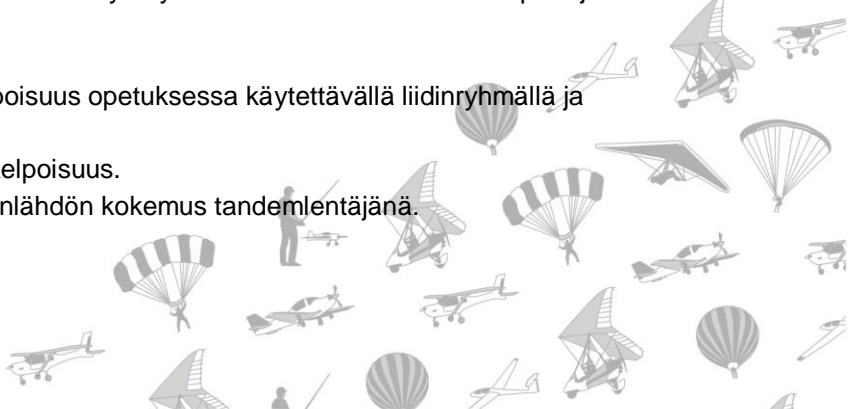 poisuus opetuksessa käytettävällä liidinryhmällä ja
elpoisuus.
nlähdön kokemus tandemlentäjänä.